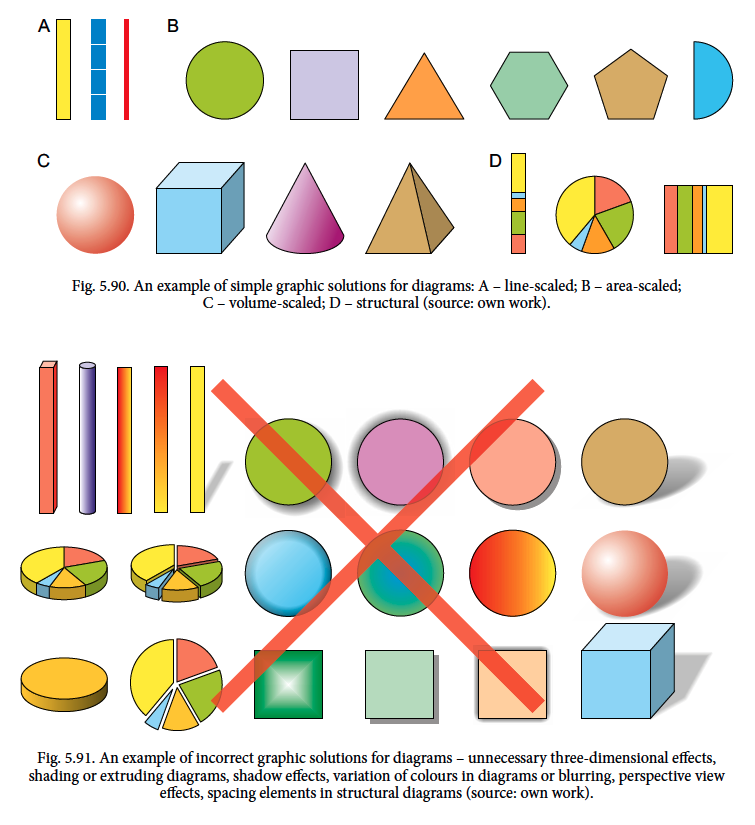 A
B
C
D
Fig. 5.90. An example of simple graphic solutions for diagrams: A – line-scaled; B – area-scaled;
C – volume-scaled; D – structural (source: own work).
Fig. 5.91. An example of incorrect graphic solutions for diagrams – unnecessary three-dimensional effects,
shading or extruding diagrams, shadow effects, variation of colours in diagrams or blurring, perspective view
effects, spacing elements in structural diagrams (source: own work).